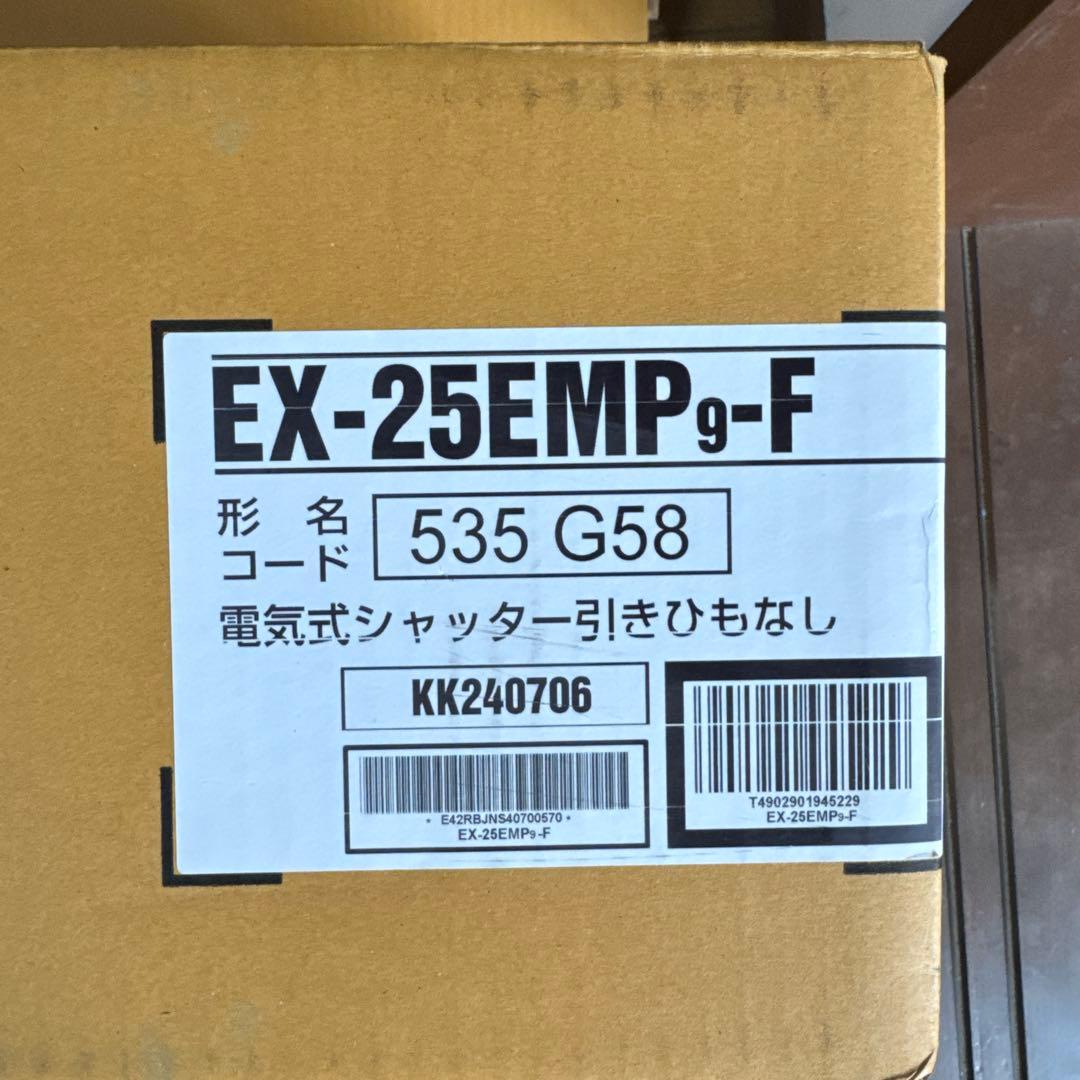 EX-25EMP9-F
形名
コード
535 G58
電気式シャッター引きひもなし
KK240706
* E42RBJNS40700570 *
EX-25EMP9-F
T4902901945229
EX-25EMP9-F